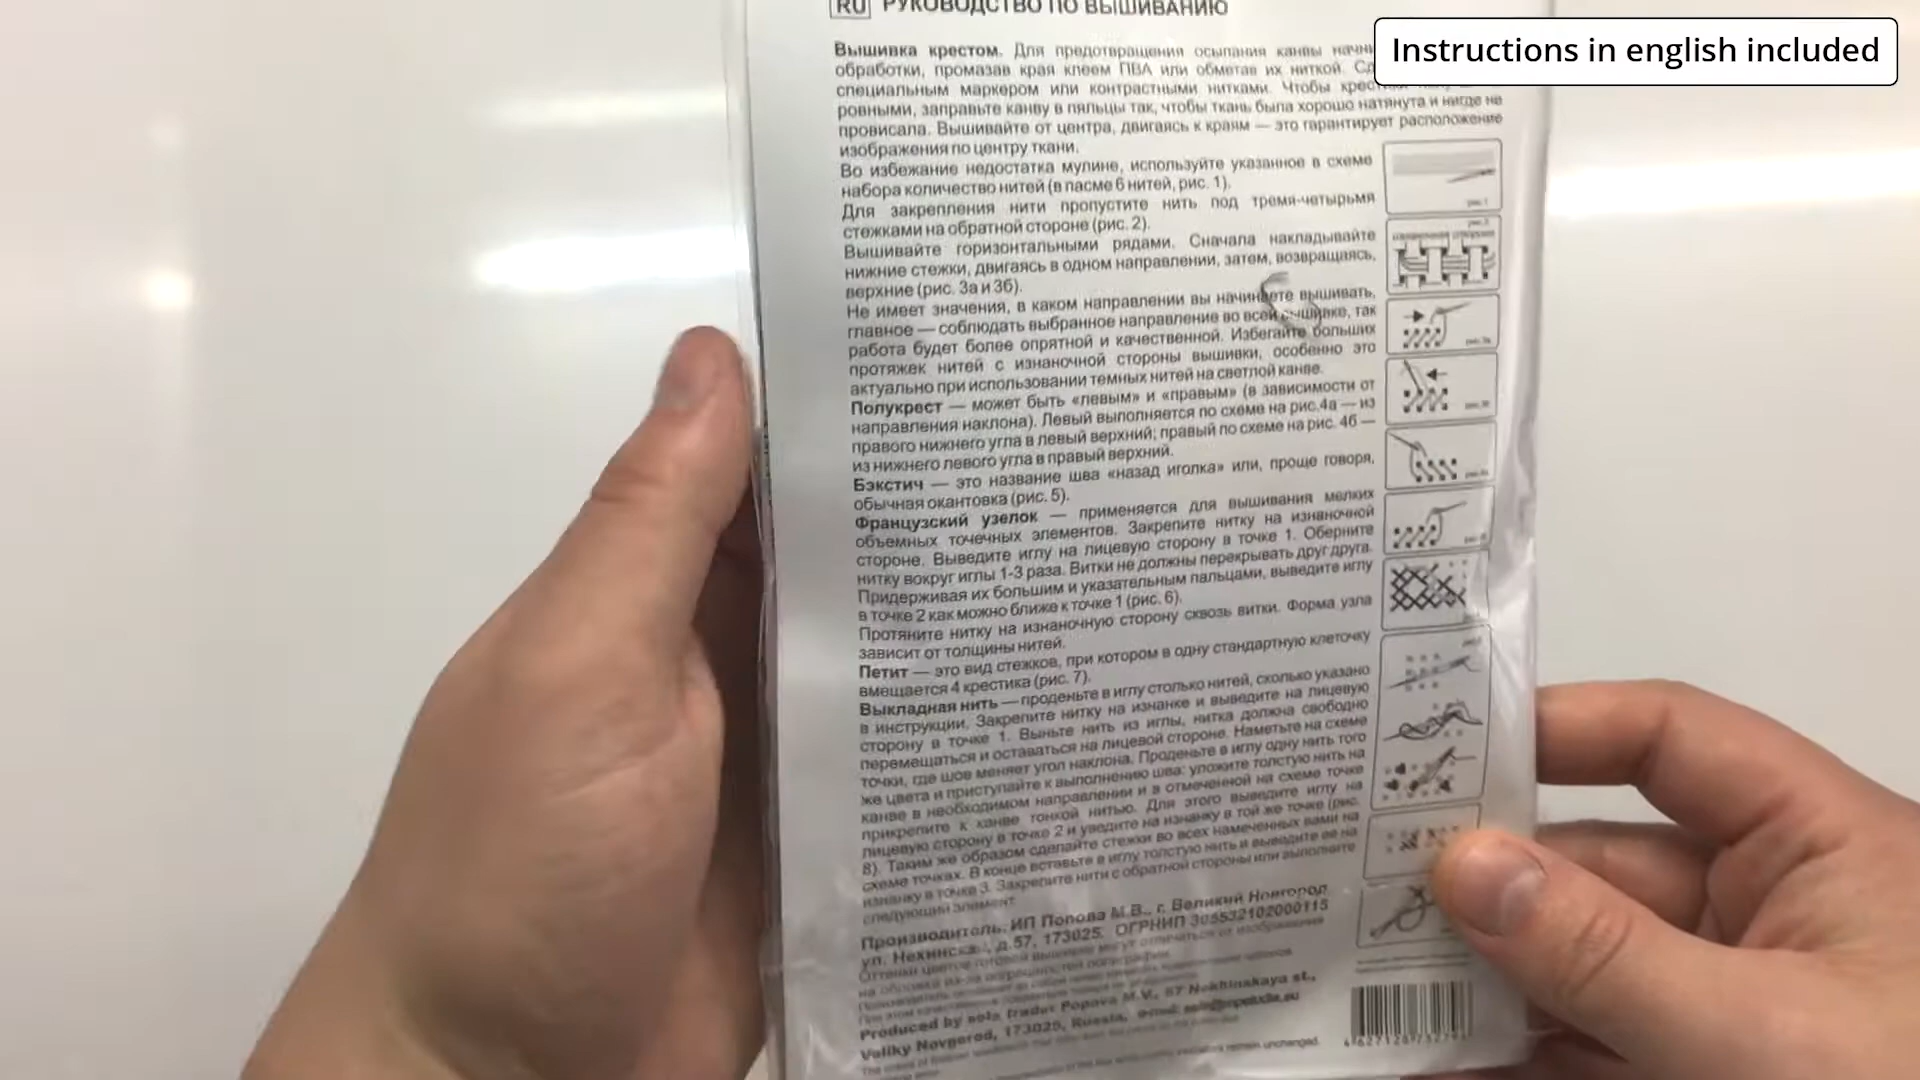 Instructions in english included
RU РУКОВОДСТВО ПО ВЫШИВАНИЮ
Вышивка крестом. Для предотвращения осыпания канвы
обработки, промазав края клеем ПВА или обметав их ниткой.
специальным маркером или контрастными нитками. Чтобы
ровными, заправьте канву в пяльцы так, чтобы ткань была хорошо натянута и нигде не
провисала. Вышивайте от центра, двигаясь к краям — это гарантирует расположение
изображения по центру ткани.
Во избежание недостатка мулине, используйте указанное в схеме
набора количество нитей (в пасме 6 нитей, рис. 1).
Для закрепления нити пропустите нить под тремя-четырьмя
стежками на обратной стороне (рис. 2).
Вышивайте горизонтальными рядами. Сначала накладывайте
нижние стежки, двигаясь в одном направлении, затем, возвращаясь,
верхние (рис. 3а и 3б).
Не имеет значения, в каком направлении вы начинаете вышивать,
главное — соблюдать выбранное направление во всей вышивке, так
работа будет более опрятной и качественной. Избегайте больших
протяжек нитей с изнаночной стороны вышивки, особенно это
актуально при использовании темных нитей на светлой канве.
Полукрест — может быть «левым» и «правым» (в зависимости от
направления наклона). Левый выполняется по схеме на рис.4а — из
правого нижнего угла в левый верхний; правый по схеме на рис. 4б —
из нижнего левого угла в правый верхний.
Бэкстич — это название шва «назад иголка» или, проще говоря,
обычная окантовка (рис. 5).
Французский узелок — применяется для вышивания мелких
объемных точечных элементов. Закрепите нитку на изнаночной
стороне. Выведите иглу на лицевую сторону в точке 1. Оберните
нитку вокруг иглы 1-3 раза. Витки не должны перекрывать друг друга.
Придерживая их большим и указательным пальцами, выведите иглу
в точке 2 как можно ближе к точке 1 (рис. 6).
Протяните нитку на изнаночную сторону сквозь витки. Форма узла
зависит от толщины нитей.
Петит — это вид стежков, при котором в одну стандартную клеточку
вмещается 4 крестика (рис. 7).
Выкладная нить — проденьте в иглу столько нитей, сколько указано
в инструкции. Закрепите нитку на изнанке и выведите на лицевую
сторону в точке 1. Выньте нить из иглы, нитка должна свободно
перемещаться и оставаться на лицевой стороне. Наметьте на схеме
точки, где шов меняет угол наклона. Проденьте в иглу одну нить того
же цвета и приступайте к выполнению шва: уложите толстую нить на
канве в необходимом направлении и в отмеченной на схеме точке
прикрепите к канве тонкой нитью. Для этого выведите иглу на
лицевую сторону в точке 2 и уведите на изнанку в той же точке (рис.
8). Таким же образом сделайте стежки во всех намеченных вами на
схеме точках. В конце вставьте в иглу толстую нить и выведите ее на
изнанку в точке 3. Закрепите нити с обратной стороны или выполните
следующий элемент.
Производитель: ИП Попова М.В., г. Великий Новгород
ул. Нехинская, д.57, 173025. ОГРНИП 305532102000115
Оттенки цветов готовой вышивки могут отличаться от изображения
Produced by sole trader Popova M.V., 57 Nekhinskaya st.,
Veliky Novgorod, 173025, Russia,